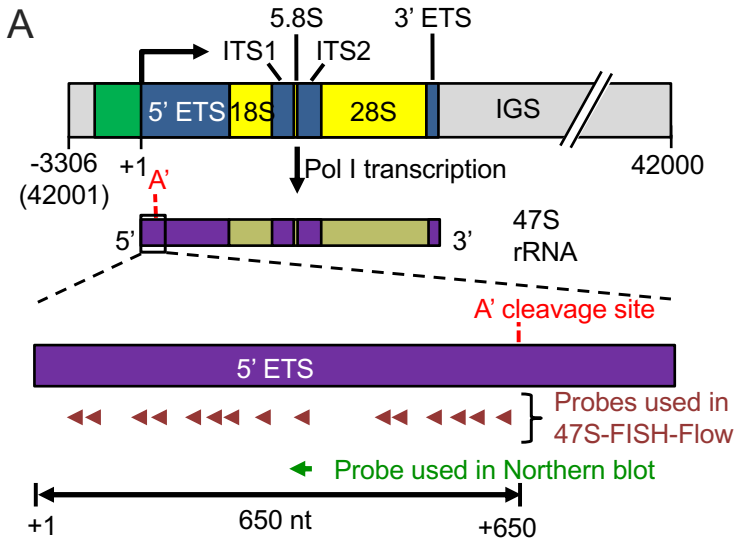 A
5.8S
ITS1
ITS2
3’ ETS
5’ ETS
18S
28S
IGS
-3306
(42001)
+1
42000
A’
Pol I transcription
5’
3’
47S
rRNA
A’ cleavage site
5’ ETS
Probes used in
47S-FISH-Flow
Probe used in Northern blot
+1
650 nt
+650